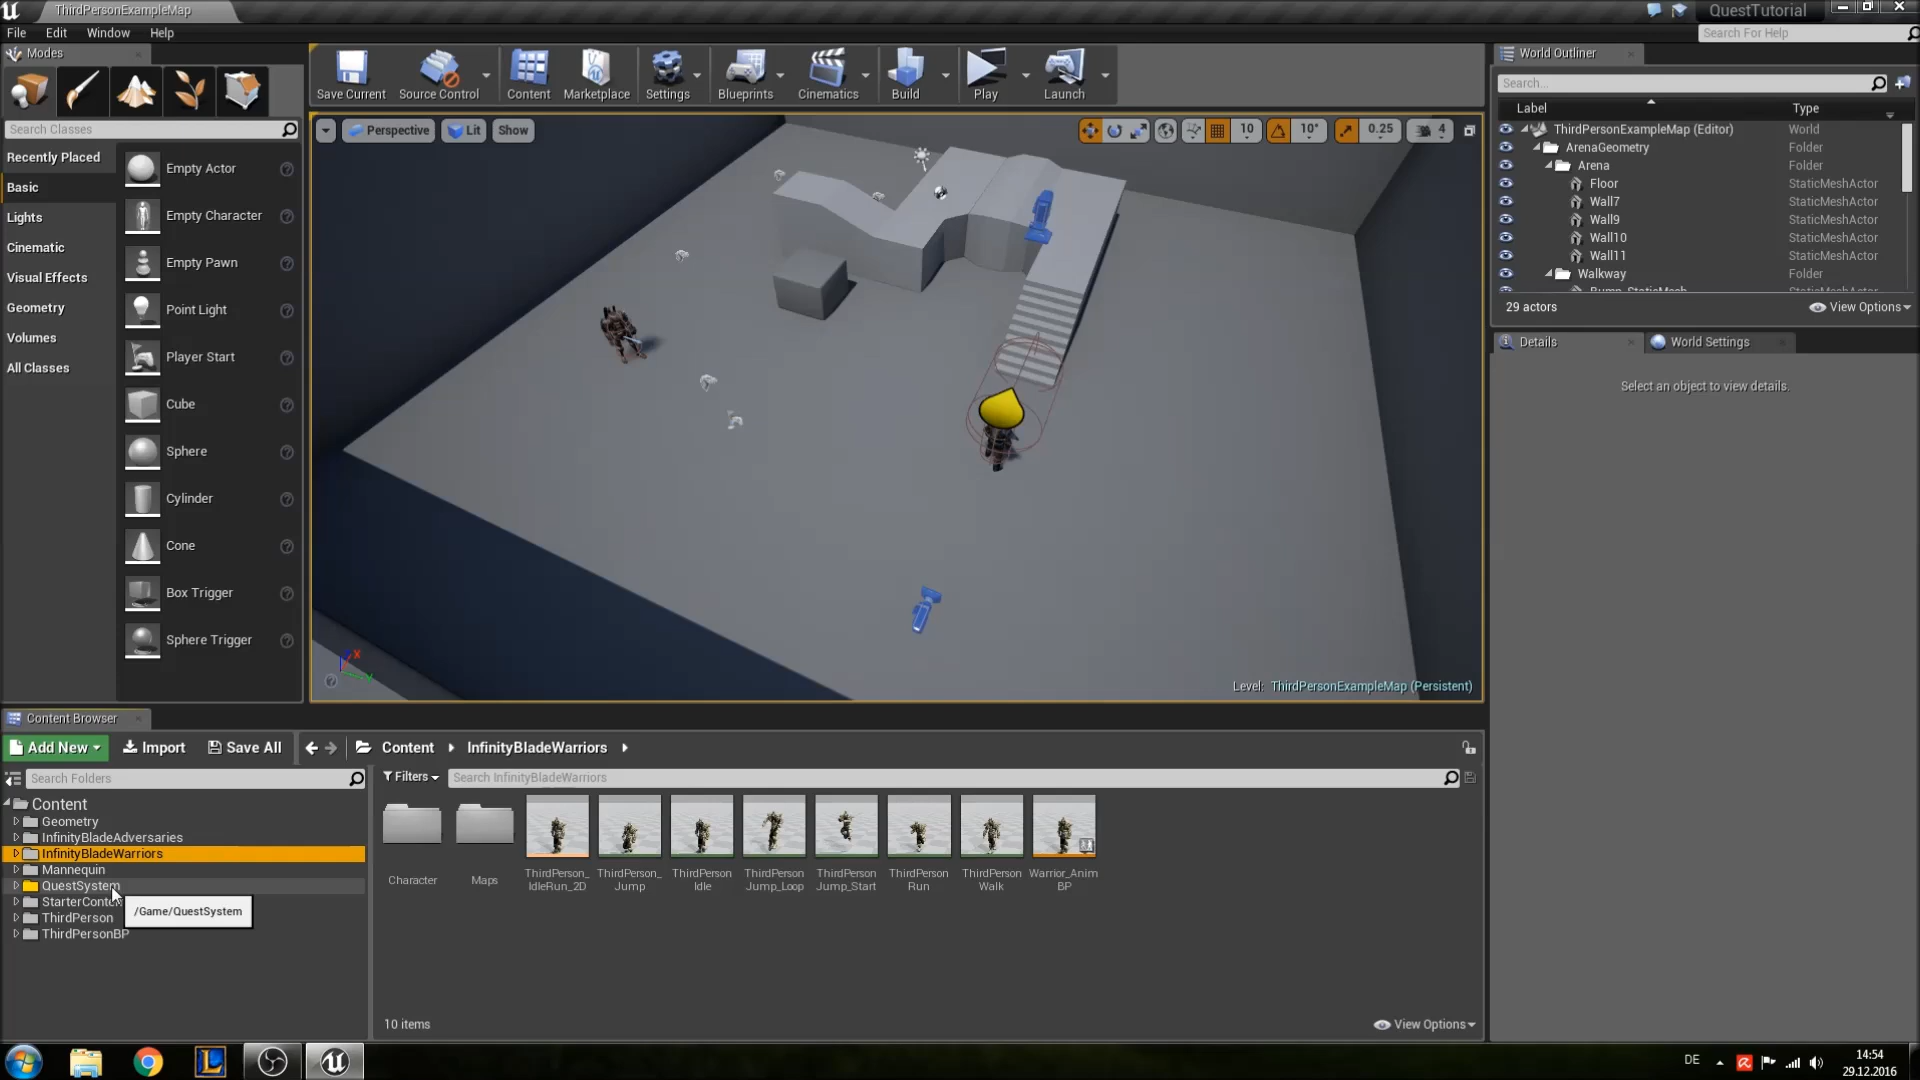 ThirdPersonExampleMap
QuestTutorial
File Edit Window Help
Search For Help
Modes
Save Current
Source Control
Content
Marketplace
Settings
Blueprints
Cinematics
Build
Play
Launch
World Outliner
Search...
Label Type
Search Classes
Perspective
Lit
Show
10
10°
0.25
4
Recently Placed
Basic
Lights
Cinematic
Visual Effects
Geometry
Volumes
All Classes
Empty Actor
Empty Character
Empty Pawn
Point Light
Player Start
Cube
Sphere
Cylinder
Cone
Box Trigger
Sphere Trigger
ThirdPersonExampleMap (Editor) World
ArenaGeometry Folder
Arena Folder
Floor StaticMeshActor
Wall7 StaticMeshActor
Wall9 StaticMeshActor
Wall10 StaticMeshActor
Wall11 StaticMeshActor
Walkway Folder
Bump_StaticMesh StaticMeshActor
29 actors
View Options
Details
World Settings
Select an object to view details.
X
Y
Level: ThirdPersonExampleMap (Persistent)
Content Browser
Add New
Import
Save All
Content
InfinityBladeWarriors
Search Folders
Filters
Search InfinityBladeWarriors
Content
Geometry
InfinityBladeAdversaries
InfinityBladeWarriors
Mannequin
QuestSystem
StarterConte
/Game/QuestSystem
ThirdPerson
ThirdPersonBP
Character
Maps
ThirdPerson_
IdleRun_2D
ThirdPerson_
Jump
ThirdPerson
Idle
ThirdPerson
Jump_Loop
ThirdPerson
Jump_Start
ThirdPerson
Run
ThirdPerson
Walk
Warrior_Anim
BP
10 items
View Options
DE
14:54
29.12.2016